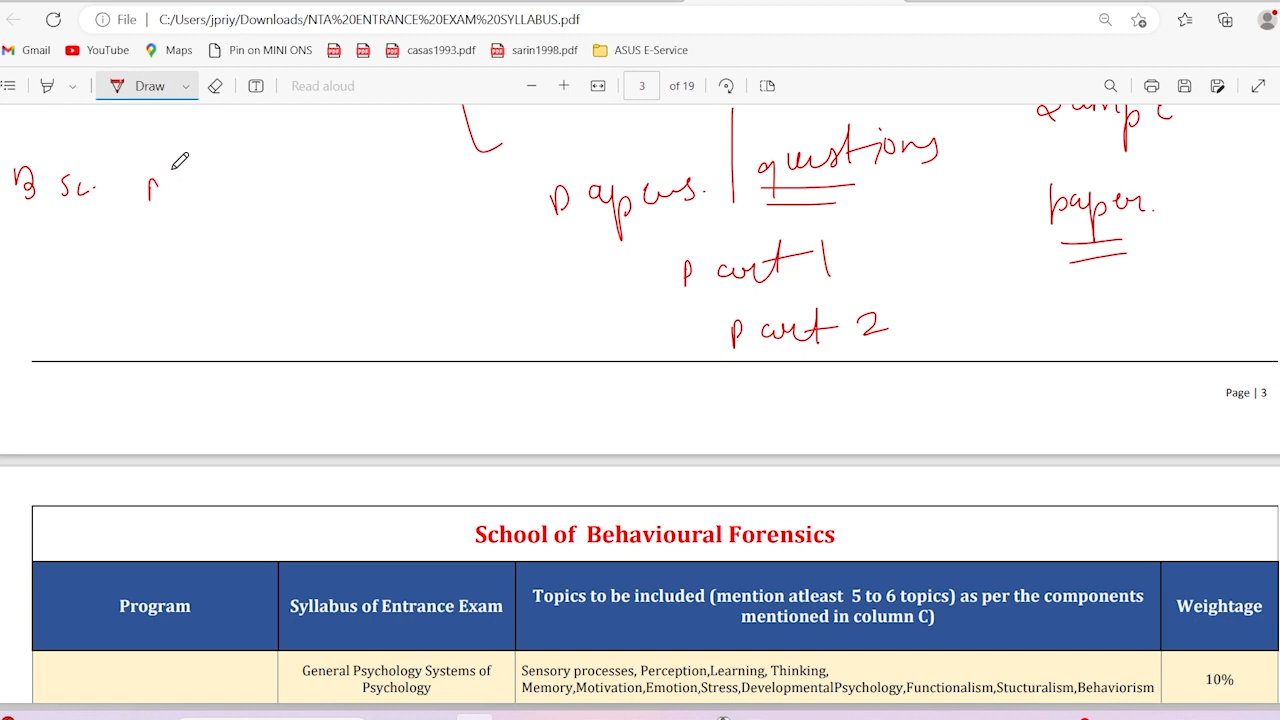 File C:/Users/jpriy/Downloads/NTA%20ENTRANCE%20EXAM%20SYLLABUS.pdf
Gmail YouTube Maps Pin on MINI ONS casas1993.pdf sarin1998.pdf ASUS E-Service
Draw Read aloud 3 of 19
questions
B Sc. papers. paper.
part 1
part 2
Page | 3
School of Behavioural Forensics
Program Syllabus of Entrance Exam Topics to be included (mention atleast 5 to 6 topics) as per the components mentioned in column C) Weightage
General Psychology Systems of Psychology
Sensory processes, Perception,Learning, Thinking,
Memory,Motivation,Emotion,Stress,DevelopmentalPsychology,Functionalism,Stucturalism,Behaviorism
10%